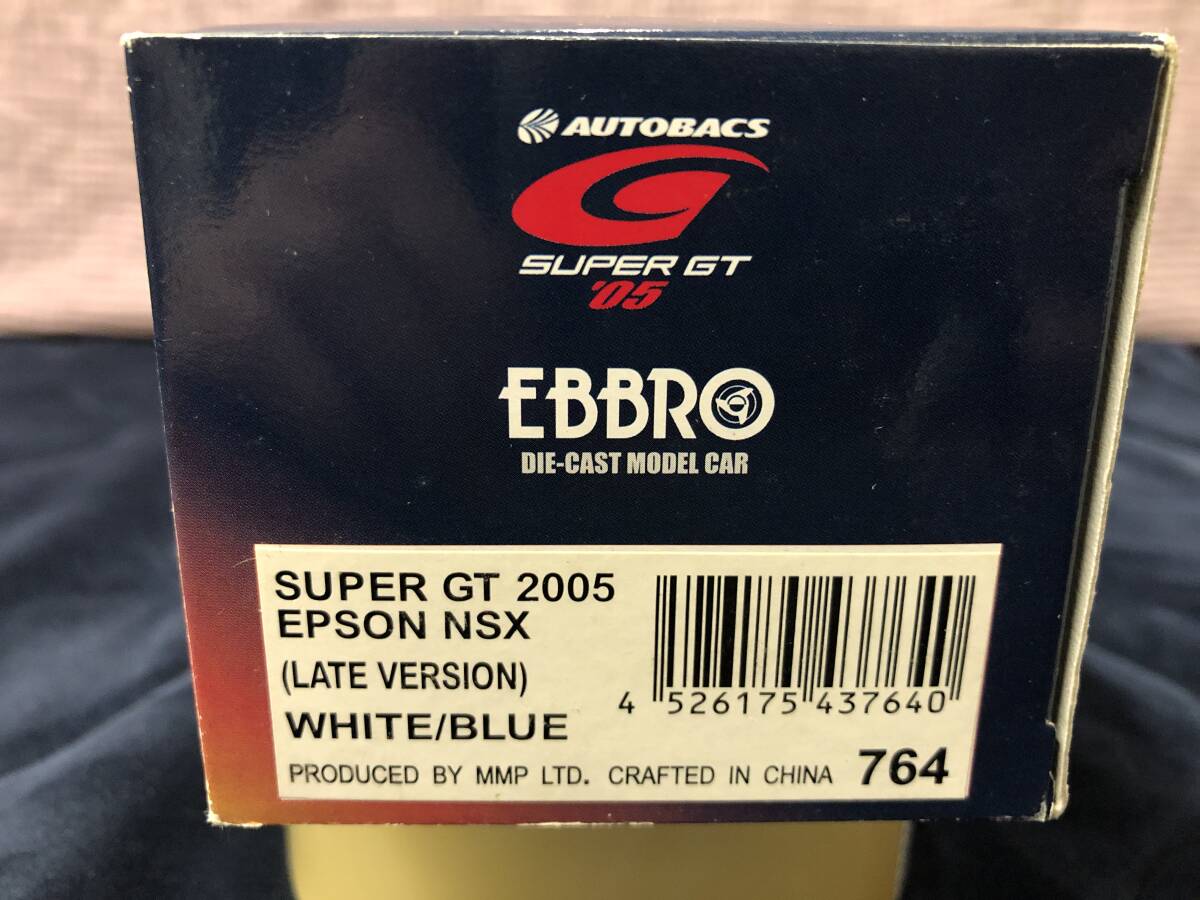 AUTOBACS
SUPER GT
'05
EBBRO
DIE-CAST MODEL CAR
SUPER GT 2005
EPSON NSX
(LATE VERSION)
WHITE/BLUE
4 526175 437640
PRODUCED BY MMP LTD. CRAFTED IN CHINA 764